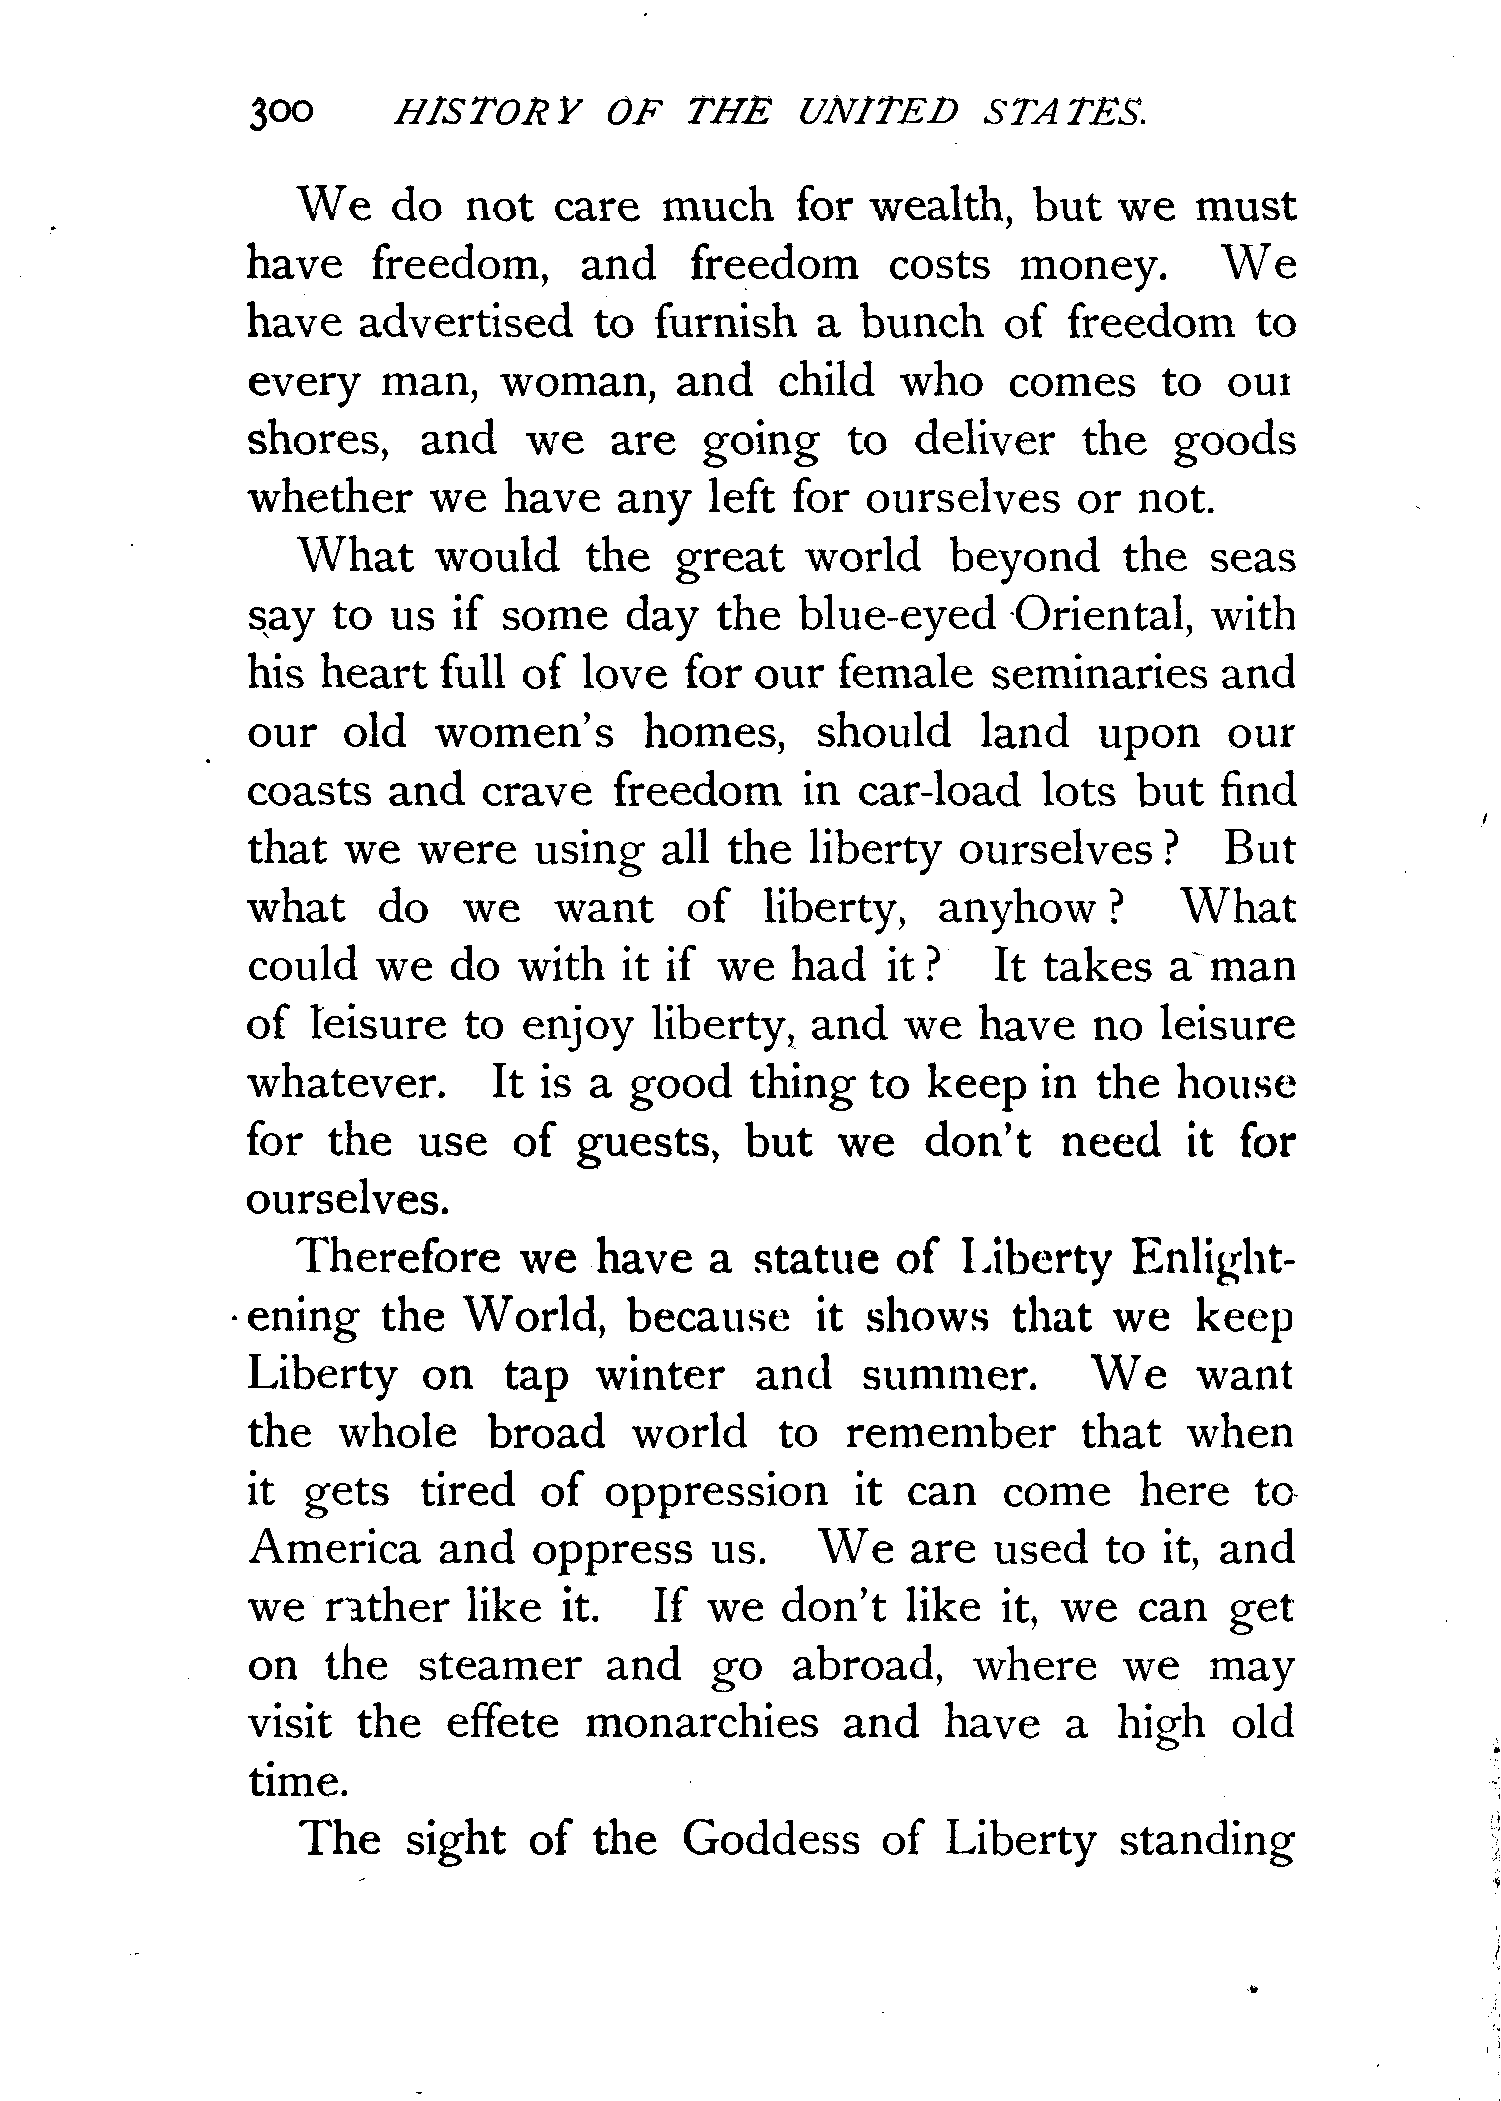 300 HISTORY OF THE UNITED STATES.
We do not care much for wealth, but we must
have freedom, and freedom costs money. We
have advertised to furnish a bunch of freedom to
every man, woman, and child who comes to our
shores, and we are going to deliver the goods
whether we have any left for ourselves or not.
What would the great world beyond the seas
say to us if some day the blue-eyed Oriental, with
his heart full of love for our female seminaries and
our old women's homes, should land upon our
coasts and crave freedom in car-load lots but find
that we were using all the liberty ourselves? But
what do we want of liberty, anyhow? What
could we do with it if we had it? It takes a man
of leisure to enjoy liberty, and we have no leisure
whatever. It is a good thing to keep in the house
for the use of guests, but we don't need it for
ourselves.
Therefore we have a statue of Liberty Enlight-
ening the World, because it shows that we keep
Liberty on tap winter and summer. We want
the whole broad world to remember that when
it gets tired of oppression it can come here to
America and oppress us. We are used to it, and
we rather like it. If we don't like it, we can get
on the steamer and go abroad, where we may
visit the effete monarchies and have a high old
time.
The sight of the Goddess of Liberty standing